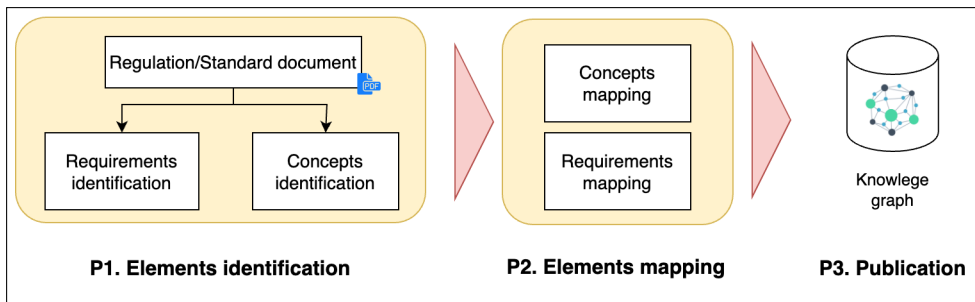 Regulation/Standard document
PDF
Requirements
identification
Concepts
identification
P1. Elements identification
Concepts
mapping
Requirements
mapping
P2. Elements mapping
Knowlege
graph
P3. Publication